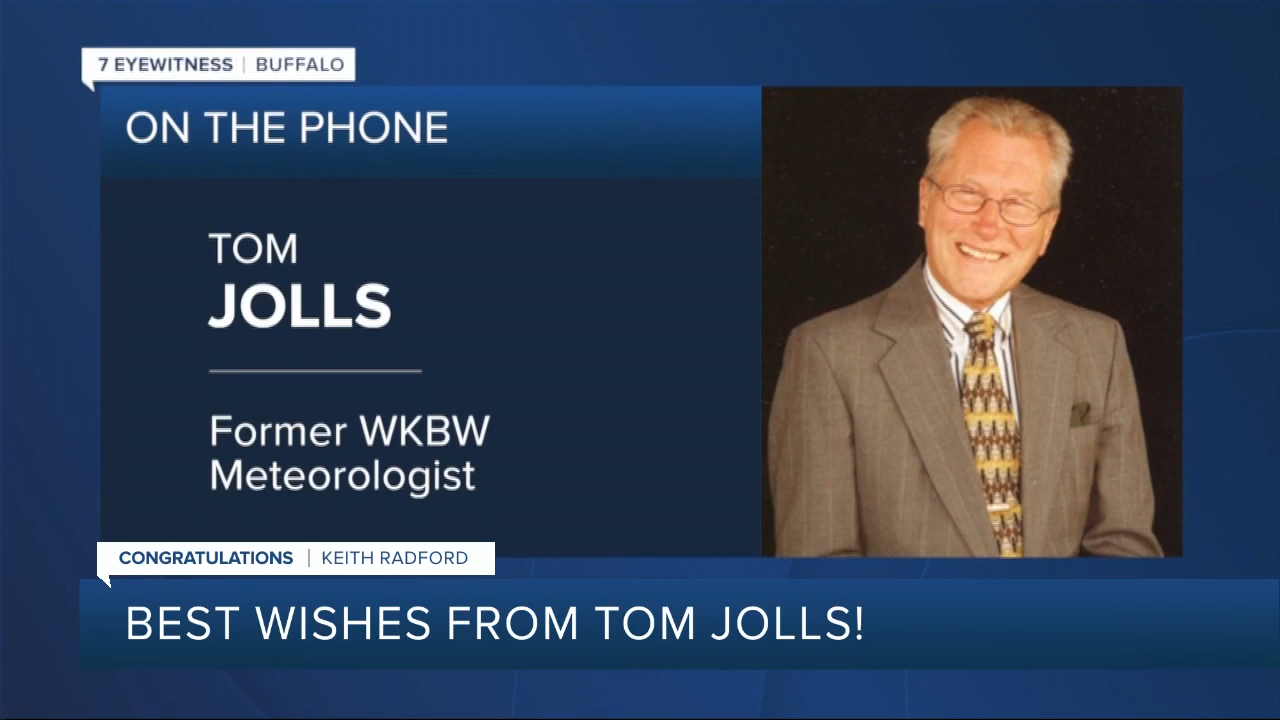 7 EYEWITNESS | BUFFALO
ON THE PHONE
TOM
JOLLS
Former WKBW
Meteorologist
CONGRATULATIONS | KEITH RADFORD
BEST WISHES FROM TOM JOLLS!